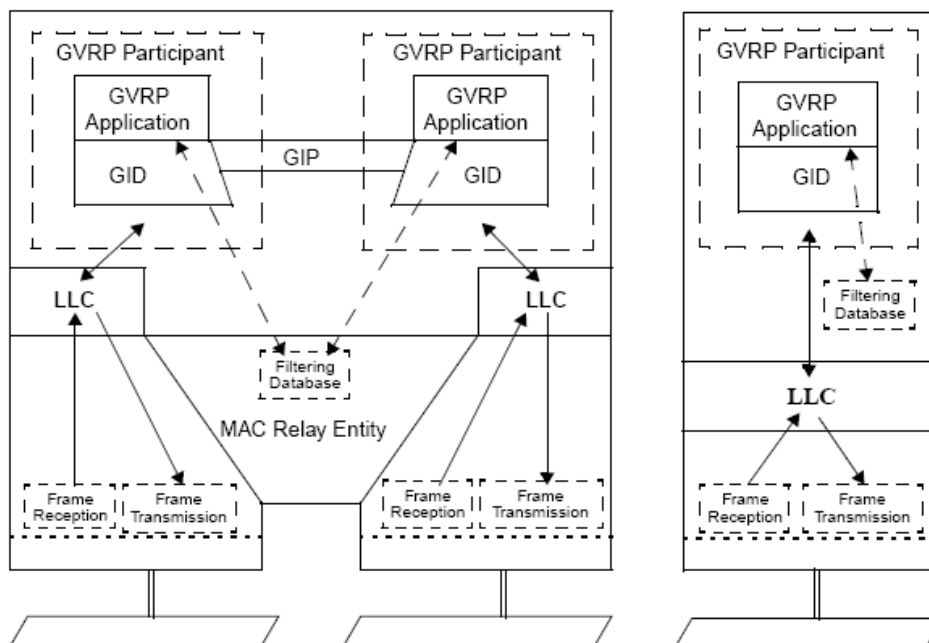 GVRP Participant
GVRP
Application
GID
GIP
GVRP Participant
GVRP
Application
GID
LLC
LLC
Filtering
Database
MAC Relay Entity
Frame
Reception
Frame
Transmission
Frame
Reception
Frame
Transmission
GVRP Participant
GVRP
Application
GID
Filtering
Database
LLC
Frame
Reception
Frame
Transmission